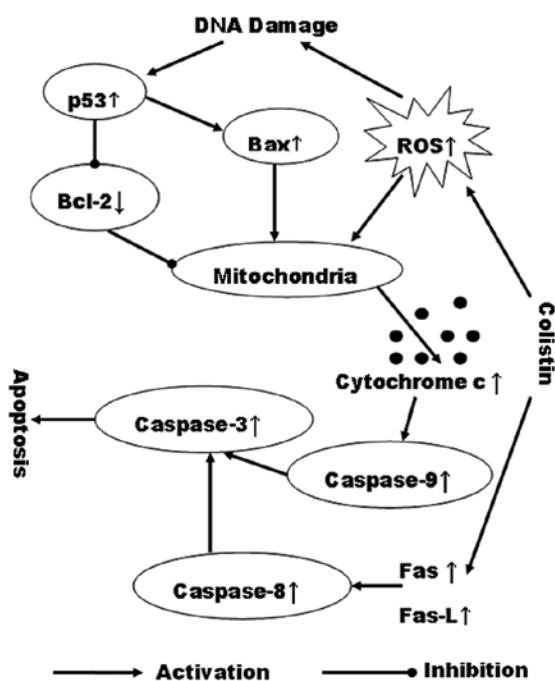 DNA Damage
p53↑
Bax↑
ROS↑
Bcl-2↓
Mitochondria
Colistin
Cytochrome c↑
Apoptosis
Caspase-3↑
Caspase-9↑
Fas↑
Caspase-8↑
Fas-L↑
Activation
Inhibition